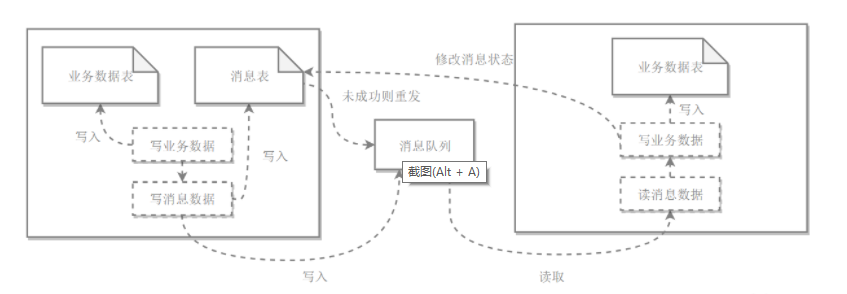 业务数据表
消息表
修改消息状态
业务数据表
未成功则重发
写入
写业务数据
写入
消息队列
截图(Alt + A)
写入
写业务数据
写消息数据
读消息数据
写入
读取